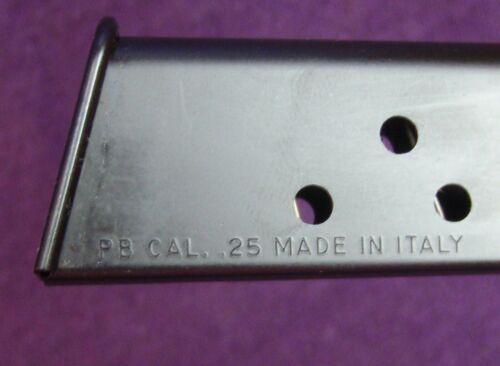 PB CAL. .25 MADE IN ITALY